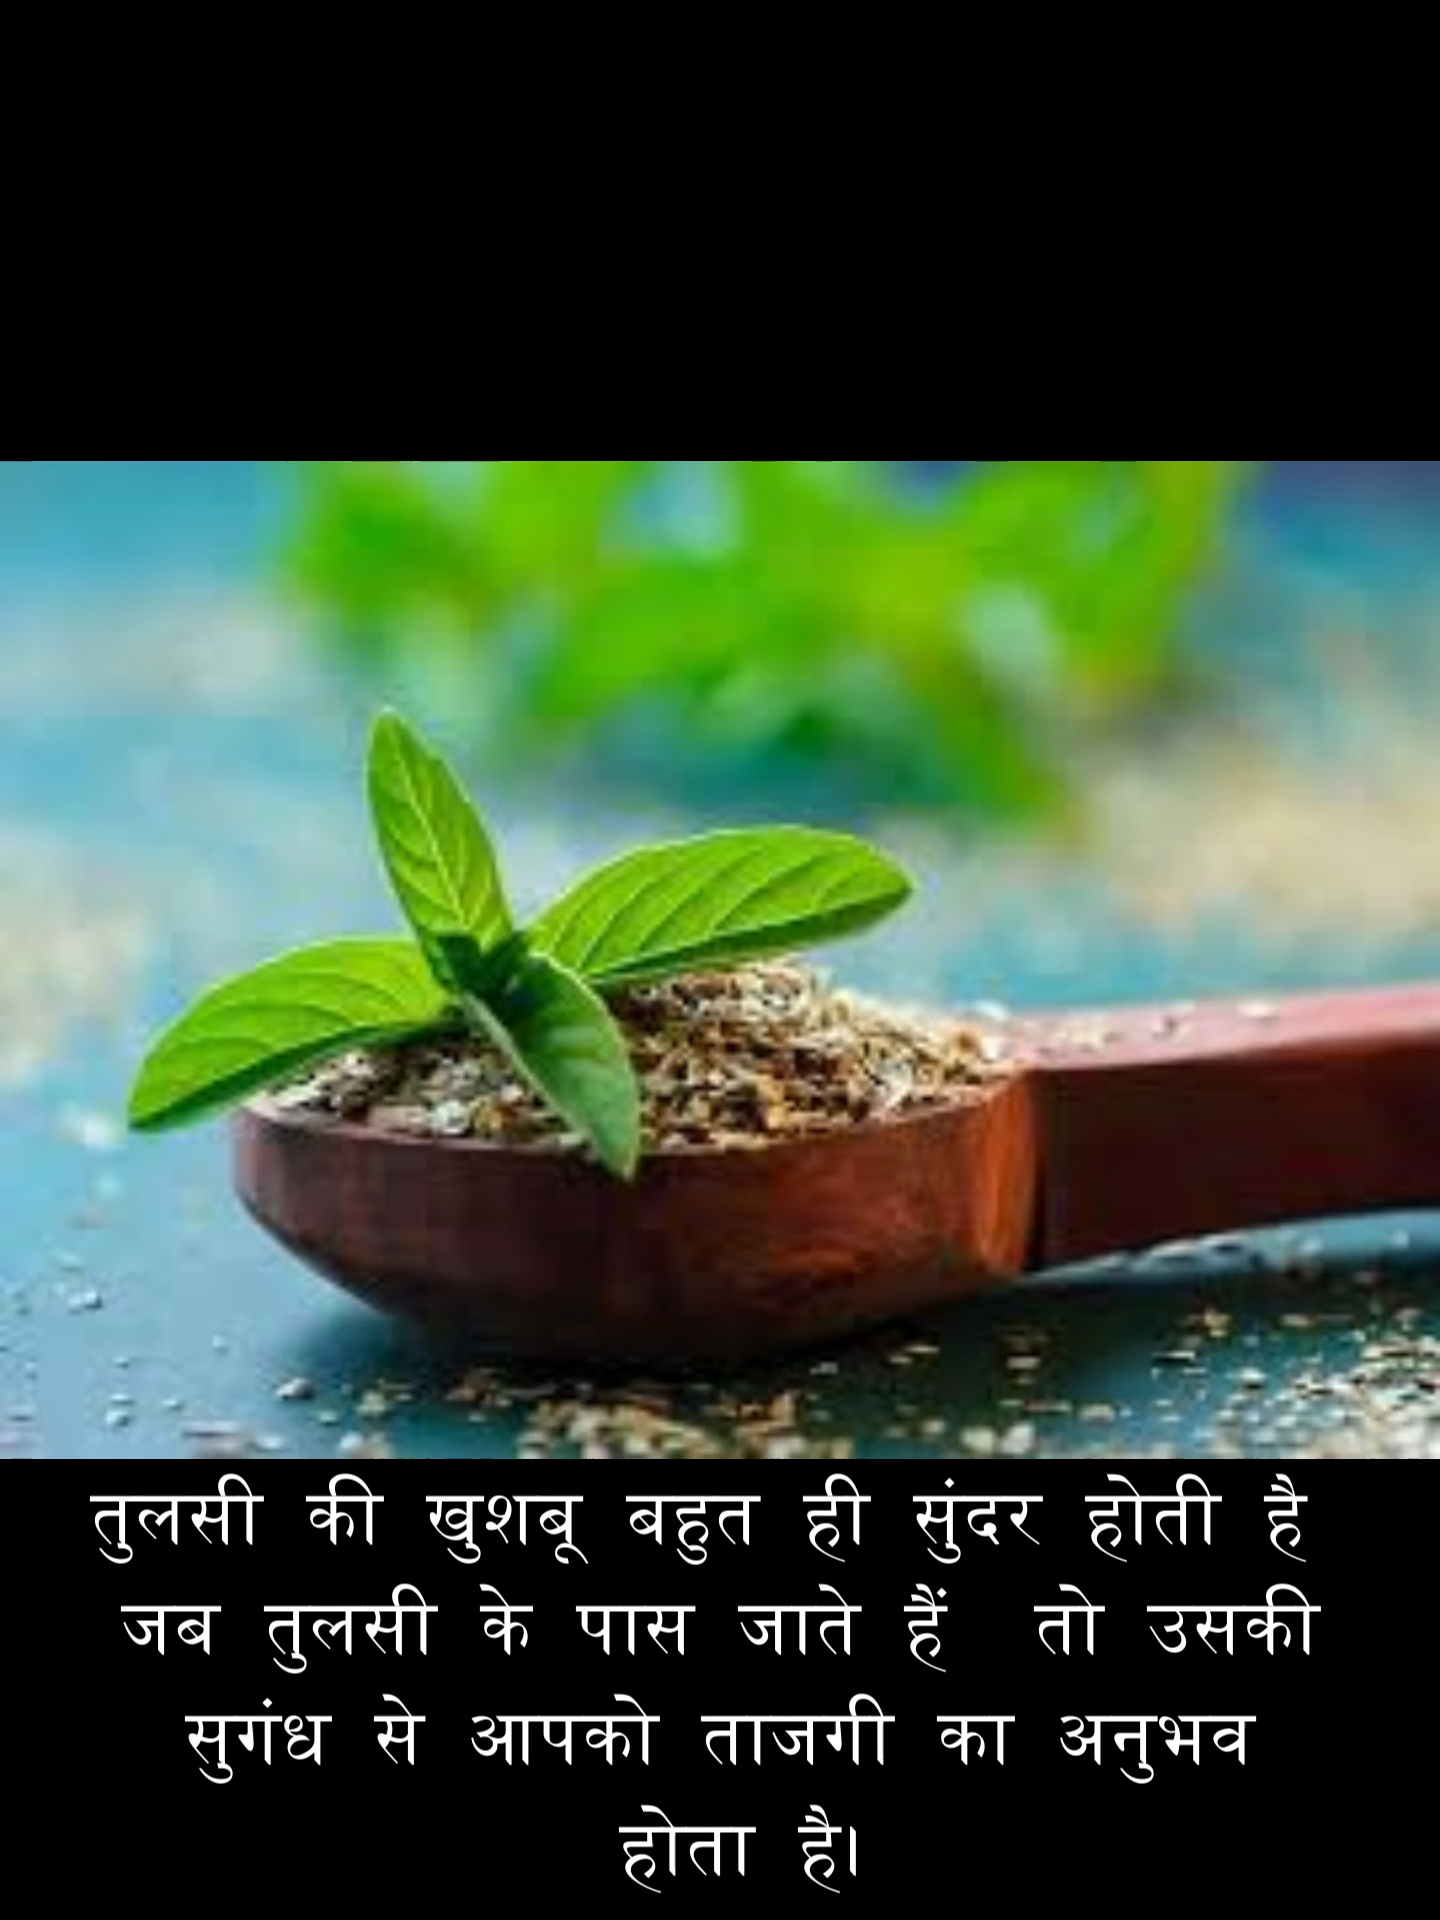 तुलसी की खुशबू बहुत ही सुंदर होती है
जब तुलसी के पास जाते हैं तो उसकी
सुगंध से आपको ताजगी का अनुभव
होता है।